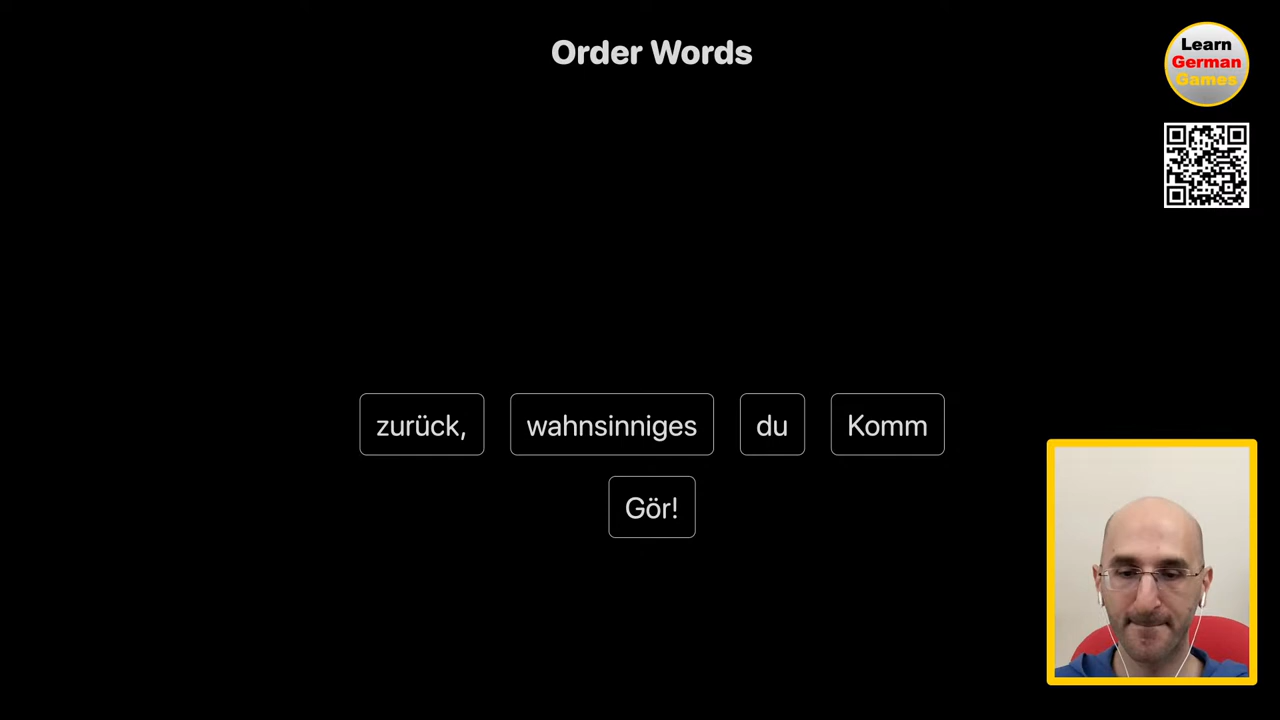 Order Words
Learn
German
Games
zurück, wahnsinniges du Komm
Gör!